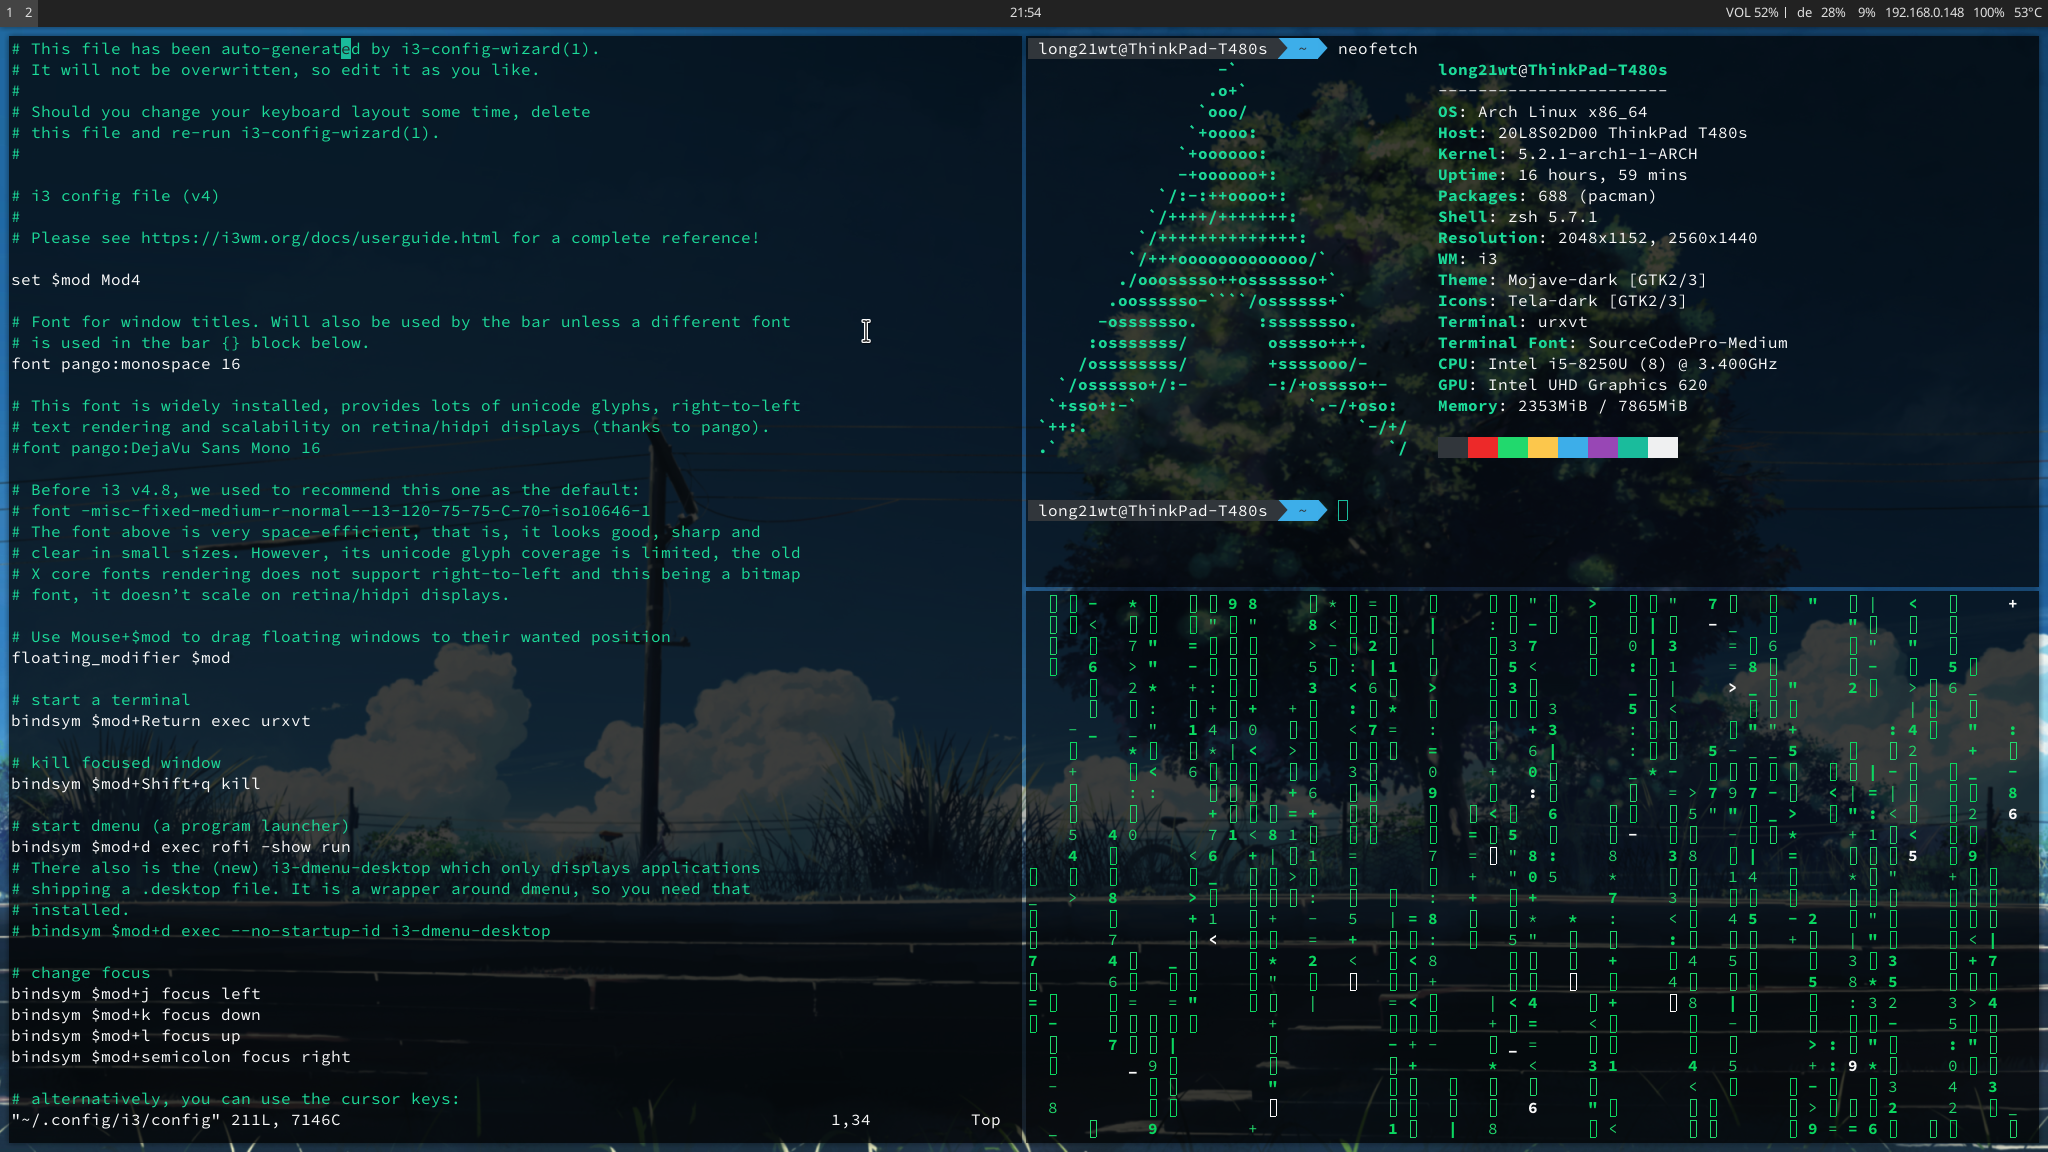 1 2
21:54
VOL 52% | de 28% 9% 192.168.0.148 100% 53°C
# This file has been auto-generated by i3-config-wizard(1).
# It will not be overwritten, so edit it as you like.
#
# Should you change your keyboard layout some time, delete
# this file and re-run i3-config-wizard(1).
#
# i3 config file (v4)
#
# Please see https://i3wm.org/docs/userguide.html for a complete reference!
set $mod Mod4
# Font for window titles. Will also be used by the bar unless a different font
# is used in the bar {} block below.
font pango:monospace 16
# This font is widely installed, provides lots of unicode glyphs, right-to-left
# text rendering and scalability on retina/hidpi displays (thanks to pango).
#font pango:DejaVu Sans Mono 16
# Before i3 v4.8, we used to recommend this one as the default:
# font -misc-fixed-medium-r-normal--13-120-75-75-C-70-iso10646-1
# The font above is very space-efficient, that is, it looks good, sharp and
# clear in small sizes. However, its unicode glyph coverage is limited, the old
# X core fonts rendering does not support right-to-left and this being a bitmap
# font, it doesn’t scale on retina/hidpi displays.
# Use Mouse+$mod to drag floating windows to their wanted position
floating_modifier $mod
# start a terminal
bindsym $mod+Return exec urxvt
# kill focused window
bindsym $mod+Shift+q kill
# start dmenu (a program launcher)
bindsym $mod+d exec rofi -show run
# There also is the (new) i3-dmenu-desktop which only displays applications
# shipping a .desktop file. It is a wrapper around dmenu, so you need that
# installed.
# bindsym $mod+d exec --no-startup-id i3-dmenu-desktop
# change focus
bindsym $mod+j focus left
bindsym $mod+k focus down
bindsym $mod+l focus up
bindsym $mod+semicolon focus right
# alternatively, you can use the cursor keys:
"~/.config/i3/config" 211L, 7146C 1,34 Top
long21wt@ThinkPad-T480s ~ neofetch
long21wt@ThinkPad-T480s
-----------------------
OS: Arch Linux x86_64
Host: 20L8S02D00 ThinkPad T480s
Kernel: 5.2.1-arch1-1-ARCH
Uptime: 16 hours, 59 mins
Packages: 688 (pacman)
Shell: zsh 5.7.1
Resolution: 2048x1152, 2560x1440
WM: i3
Theme: Mojave-dark [GTK2/3]
Icons: Tela-dark [GTK2/3]
Terminal: urxvt
Terminal Font: SourceCodePro-Medium
CPU: Intel i5-8250U (8) @ 3.400GHz
GPU: Intel UHD Graphics 620
Memory: 2353MiB / 7865MiB
long21wt@ThinkPad-T480s ~